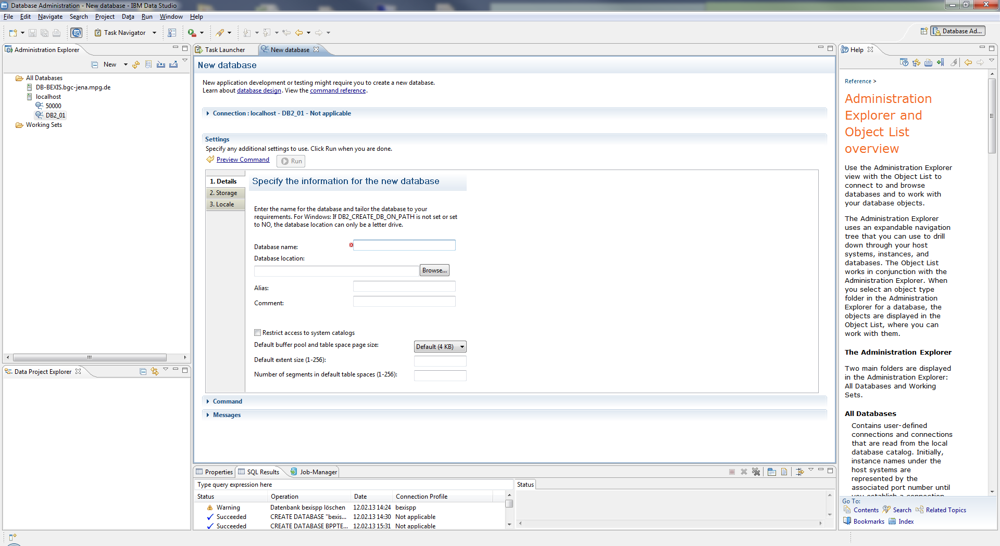 Database Administration - New database - IBM Data Studio
File Edit Navigate Search Project Data Run Window Help
Task Navigator
Database Ad...
Administration Explorer
New
All Databases
DB-BEXIS.bgc-jena.mpg.de
localhost
50000
DB2_01
Working Sets
Data Project Explorer
Task Launcher
New database
New database
New application development or testing might require you to create a new database.
Learn about database design. View the command reference.
Connection : localhost - DB2_01 - Not applicable
Settings
Specify any additional settings to use. Click Run when you are done.
Preview Command
Run
1. Details
2. Storage
3. Locale
Specify the information for the new database
Enter the name for the database and tailor the database to your
requirements. For Windows: If DB2_CREATE_DB_ON_PATH is not set or set
to NO, the database location can only be a letter drive.
Database name:
Database location:
Browse...
Alias:
Comment:
Restrict access to system catalogs
Default buffer pool and table space page size:
Default (4 KB)
Default extent size (1-256):
Number of segments in default table spaces (1-256):
Command
Messages
Properties
SQL Results
Job-Manager
Type query expression here
Status Operation Date Connection Profile
Warning Datenbank bexispp löschen 12.02.13 14:24 bexispp
Succeeded CREATE DATABASE "bexis... 12.02.13 14:30 Not applicable
Succeeded CREATE DATABASE BPPTE... 12.02.13 15:31 Not applicable
Status
Help
Reference >
Administration
Explorer and
Object List
overview
Use the Administration Explorer
view with the Object List to
connect to and browse
databases and to work with
your database objects.
The Administration Explorer
uses an expandable navigation
tree that you can use to drill
down through your host
systems, instances, and
databases. The Object List
works in conjunction with the
Administration Explorer. When
you select an object type
folder in the Administration
Explorer for a database, the
objects are displayed in the
Object List, where you can
work with them.
The Administration Explorer
Two main folders are displayed
in the Administration Explorer:
All Databases and Working
Sets.
All Databases
Contains user-defined
connections and connections
that are read from the local
database catalog. Initially,
instance names under the
host systems are
represented by the
associated port number until
you establish a connection
Go To:
Contents Search Related Topics
Bookmarks Index